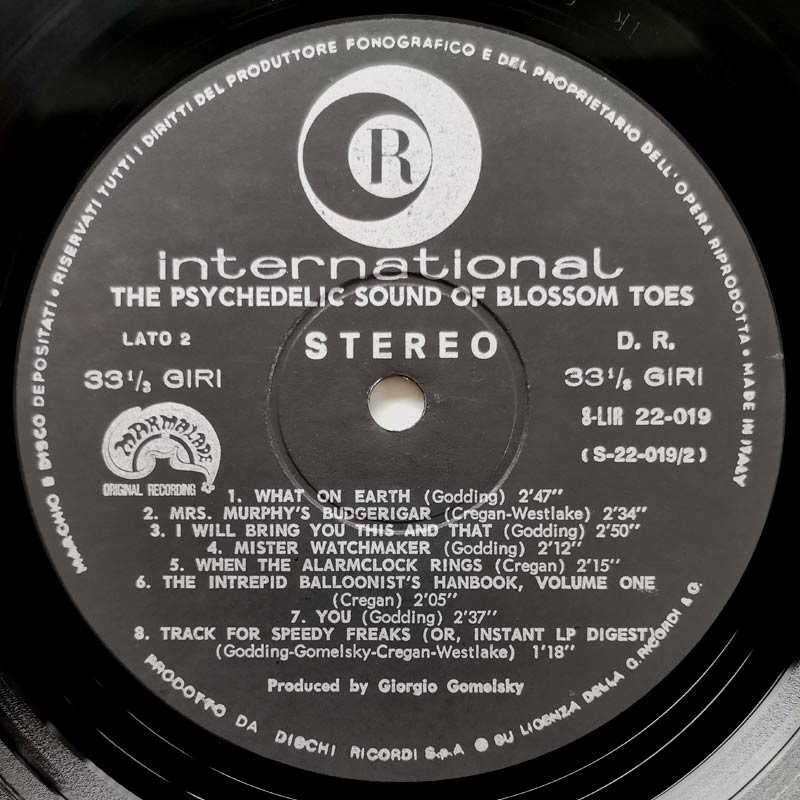 MARCHIO E DISCO DEPOSITATI • RISERVATI TUTTI I DIRITTI DEL PRODUTTORE FONOGRAFICO E DEL PROPRIETARIO DELL'OPERA RIPRODOTTA • MADE IN ITALY
R
international
THE PSYCHEDELIC SOUND OF BLOSSOM TOES
LATO 2
STEREO
D. R.
33 1/3 GIRI
33 1/3 GIRI
8-LIR 22-019
(S-22-019/2)
MARMALADE
ORIGINAL RECORDING
1. WHAT ON EARTH (Godding) 2'47"
2. MRS. MURPHY'S BUDGERIGAR (Cregan-Westlake) 2'34"
3. I WILL BRING YOU THIS AND THAT (Godding) 2'50"
4. MISTER WATCHMAKER (Godding) 2'12"
5. WHEN THE ALARMCLOCK RINGS (Cregan) 2'15"
6. THE INTREPID BALLOONIST'S HANBOOK, VOLUME ONE
(Cregan) 2'05"
7. YOU (Godding) 2'37"
8. TRACK FOR SPEEDY FREAKS (OR, INSTANT LP DIGEST)
(Godding-Gomelsky-Cregan-Westlake) 1'18"
Produced by Giorgio Gomelsky
PRODOTTO DA DISCHI RICORDI S.p.A
SU LICENZA DELLA G. RICORDI & C.